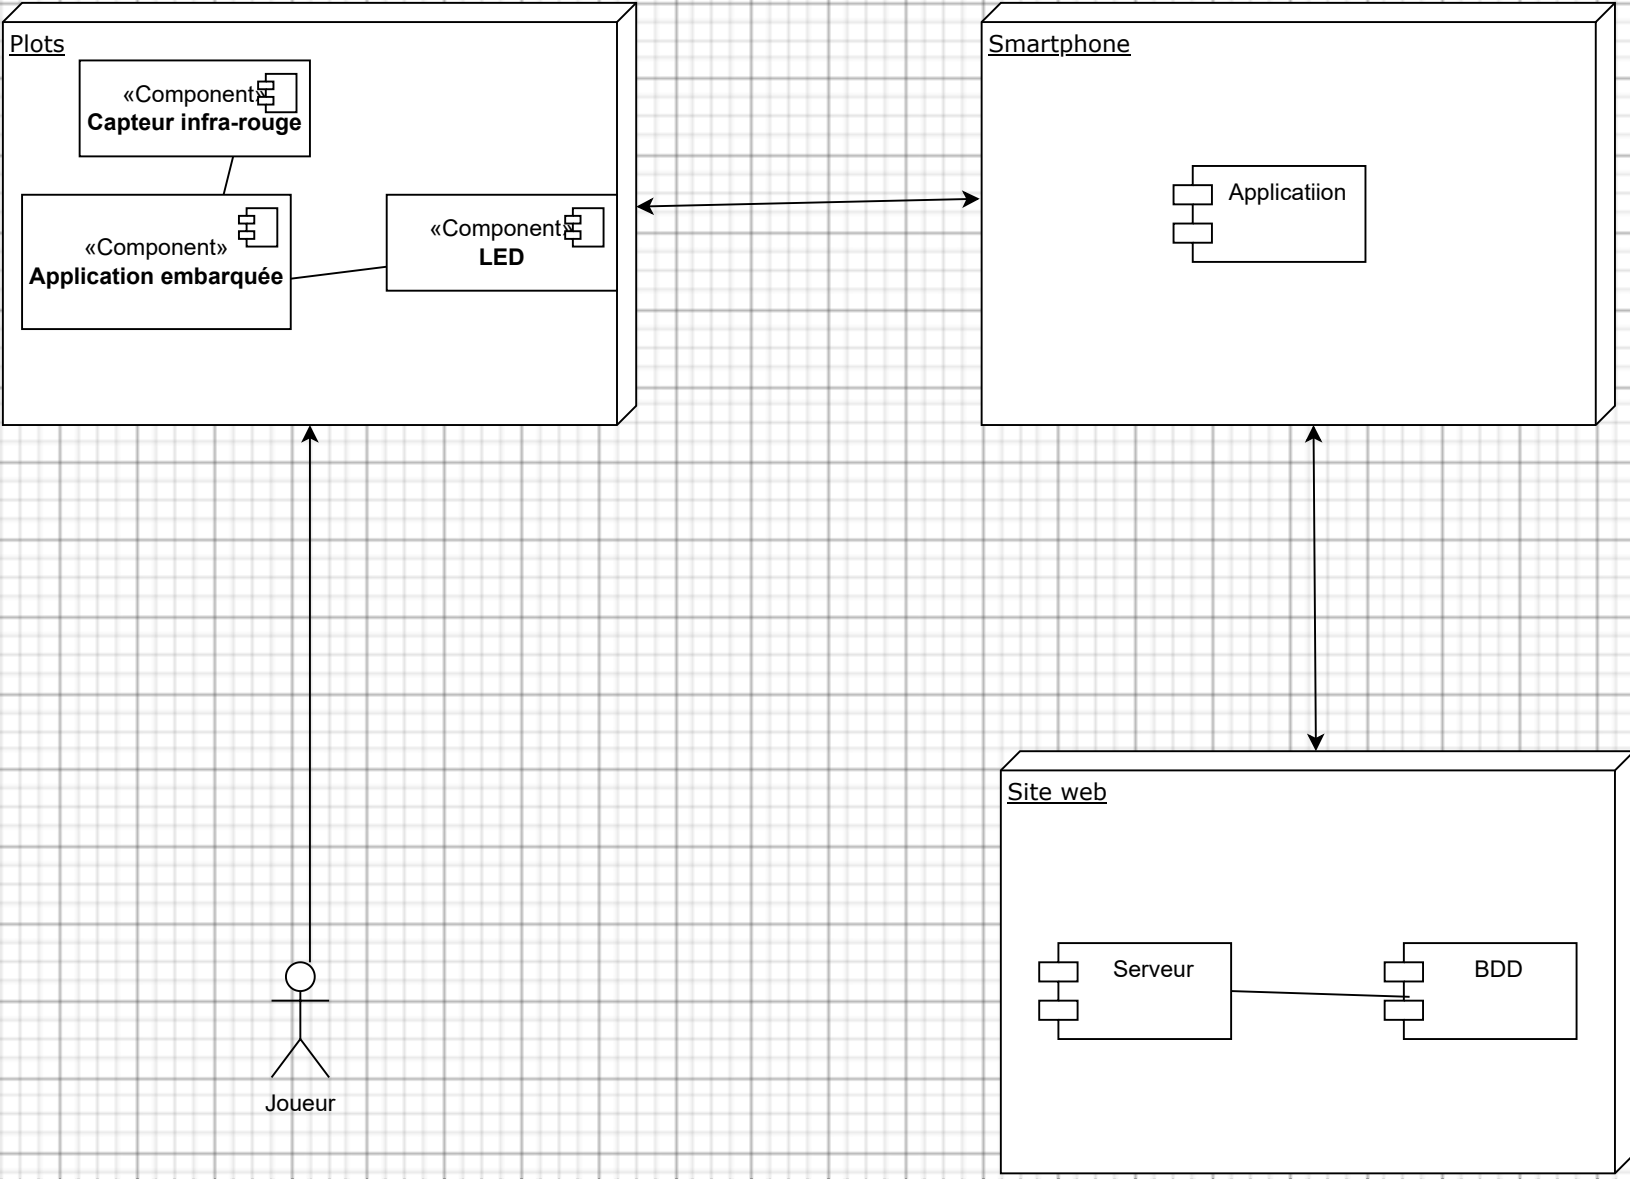 Plots
«Component»
Capteur infra-rouge
«Component»
Application embarquée
«Component»
LED
Smartphone
Applicatiion
Site web
Serveur
BDD
Joueur